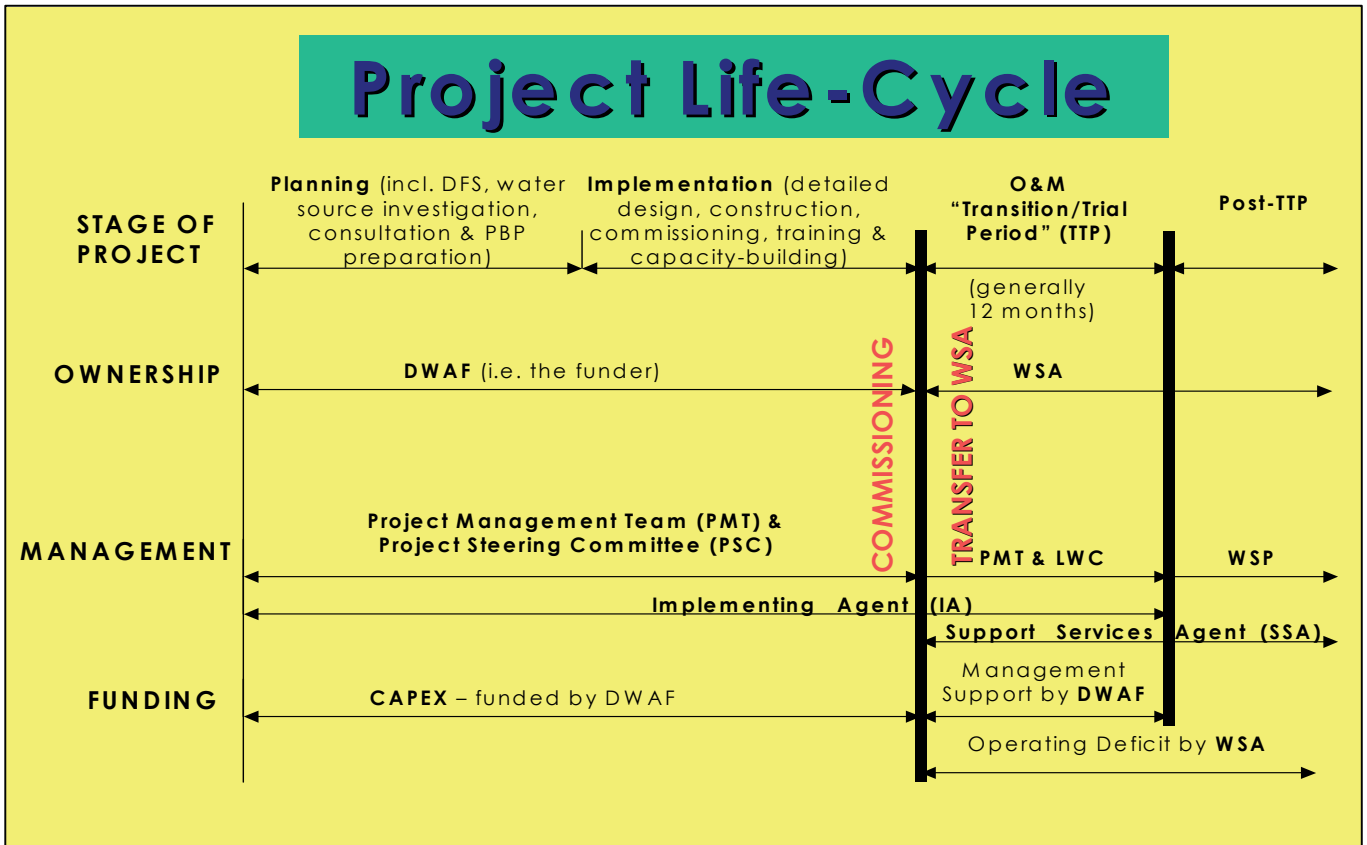 Project Life-Cycle
Planning (incl. DFS, water
source investigation,
consultation & PBP
preparation)
Implementation (detailed
design, construction,
commissioning, training &
capacity-building)
O&M
“Transition/Trial
Period” (TTP)
Post-TTP
STAGE OF
PROJECT
(generally
12 months)
OWNERSHIP
DWAF (i.e. the funder)
WSA
COMMISSIONING
TRANSFER TO WSA
MANAGEMENT
Project Management Team (PMT) &
Project Steering Committee (PSC)
PMT & LWC
WSP
Implementing Agent (IA)
Support Services Agent (SSA)
FUNDING
CAPEX – funded by DWAF
Management
Support by DWAF
Operating Deficit by WSA